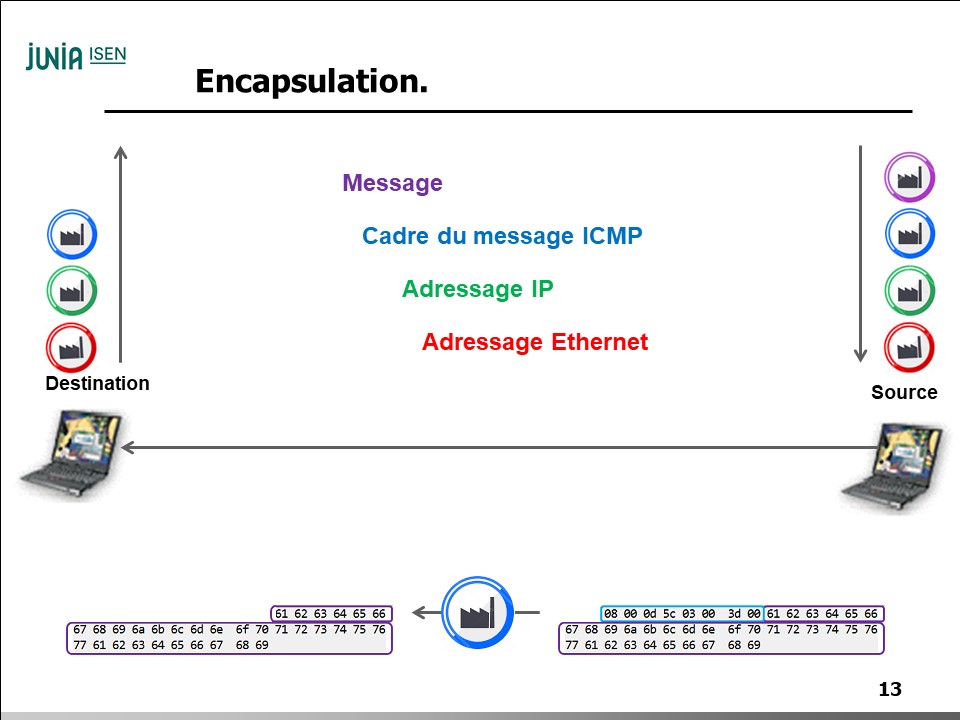 JUNIA ISEN
Encapsulation.
Message
Cadre du message ICMP
Adressage IP
Adressage Ethernet
Destination
Source
61 62 63 64 65 66
67 68 69 6a 6b 6c 6d 6e 6f 70 71 72 73 74 75 76
77 61 62 63 64 65 66 67 68 69
08 00 0d 5c 03 00 3d 00 61 62 63 64 65 66
67 68 69 6a 6b 6c 6d 6e 6f 70 71 72 73 74 75 76
77 61 62 63 64 65 66 67 68 69
13